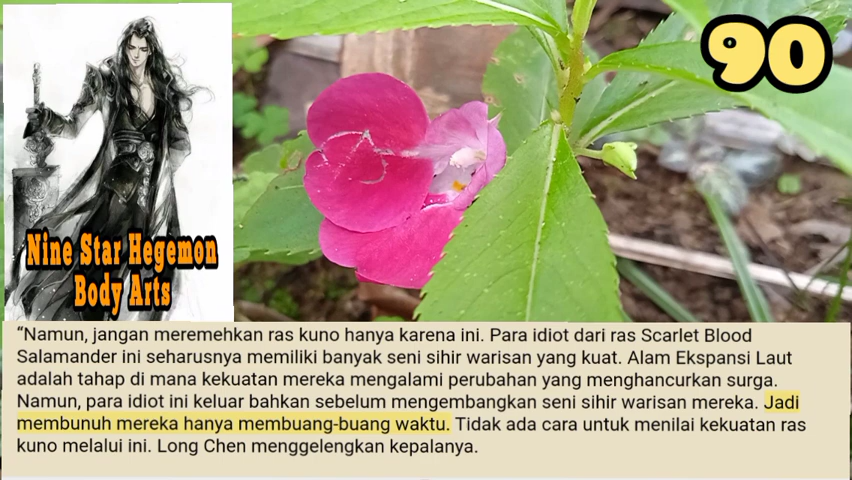 90
Nine Star Hegemon
Body Arts
“Namun, jangan meremehkan ras kuno hanya karena ini. Para idiot dari ras Scarlet Blood
Salamander ini seharusnya memiliki banyak seni sihir warisan yang kuat. Alam Ekspansi Laut
adalah tahap di mana kekuatan mereka mengalami perubahan yang menghancurkan surga.
Namun, para idiot ini keluar bahkan sebelum mengembangkan seni sihir warisan mereka. Jadi
membunuh mereka hanya membuang-buang waktu. Tidak ada cara untuk menilai kekuatan ras
kuno melalui ini. Long Chen menggelengkan kepalanya.